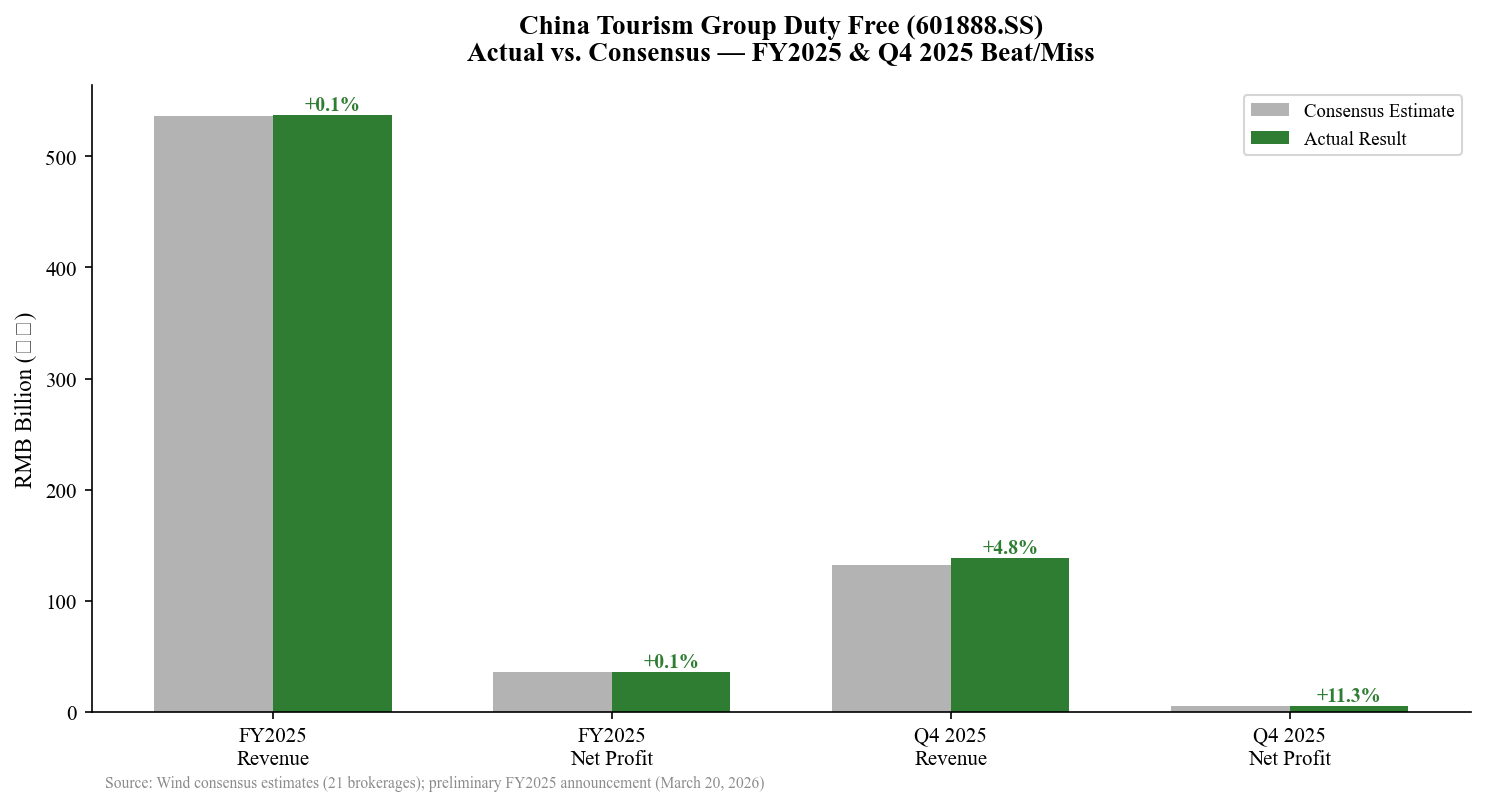 China Tourism Group Duty Free (601888.SS)
Actual vs. Consensus — FY2025 & Q4 2025 Beat/Miss
Consensus Estimate
Actual Result
RMB Billion (□□)
500
400
300
200
100
0
+0.1%
+0.1%
+4.8%
+11.3%
FY2025
Revenue
FY2025
Net Profit
Q4 2025
Revenue
Q4 2025
Net Profit
Source: Wind consensus estimates (21 brokerages); preliminary FY2025 announcement (March 20, 2026)